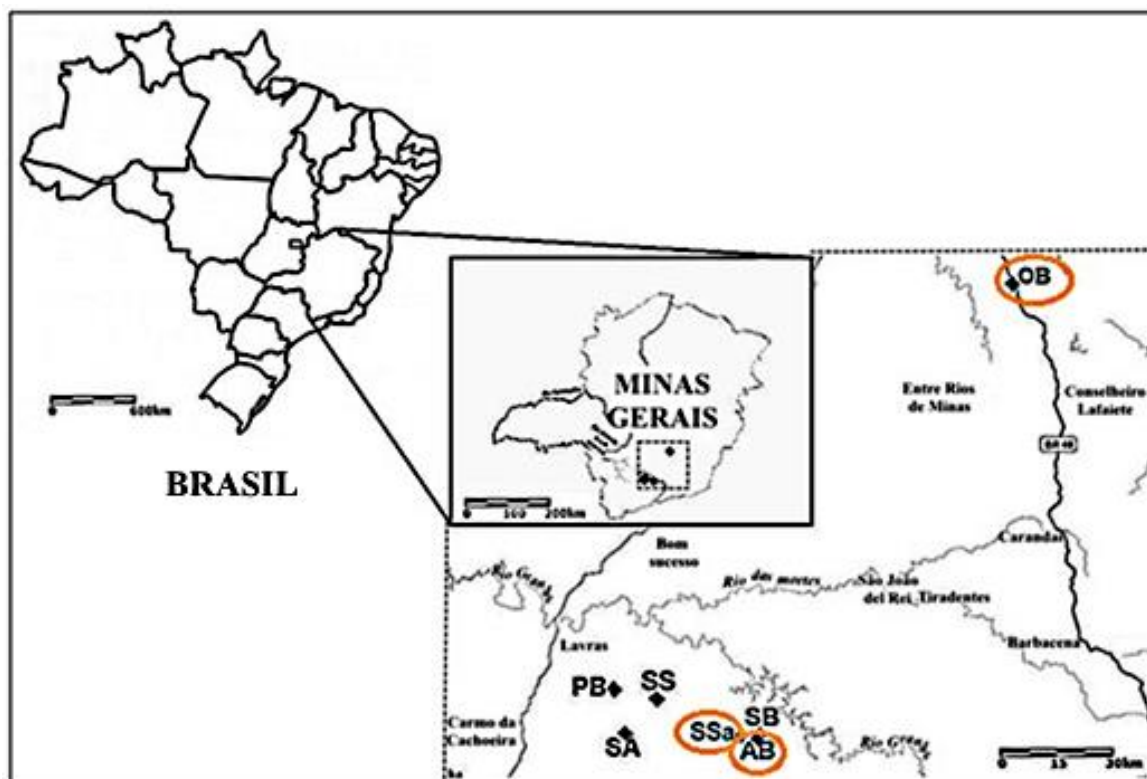 BRASIL
0 600km
MINAS
GERAIS
0 100 200km
OB
Entre Rios
de Minas
Conselheiro
Lafaiete
Bom
sucesso
Rio das mortes
São João
del Rei
Tiradentes
Carandaí
Barbacena
Lavras
PB
SS
SA
SSa
SB
AB
Carmo da
Cachoeira
0 15 30km